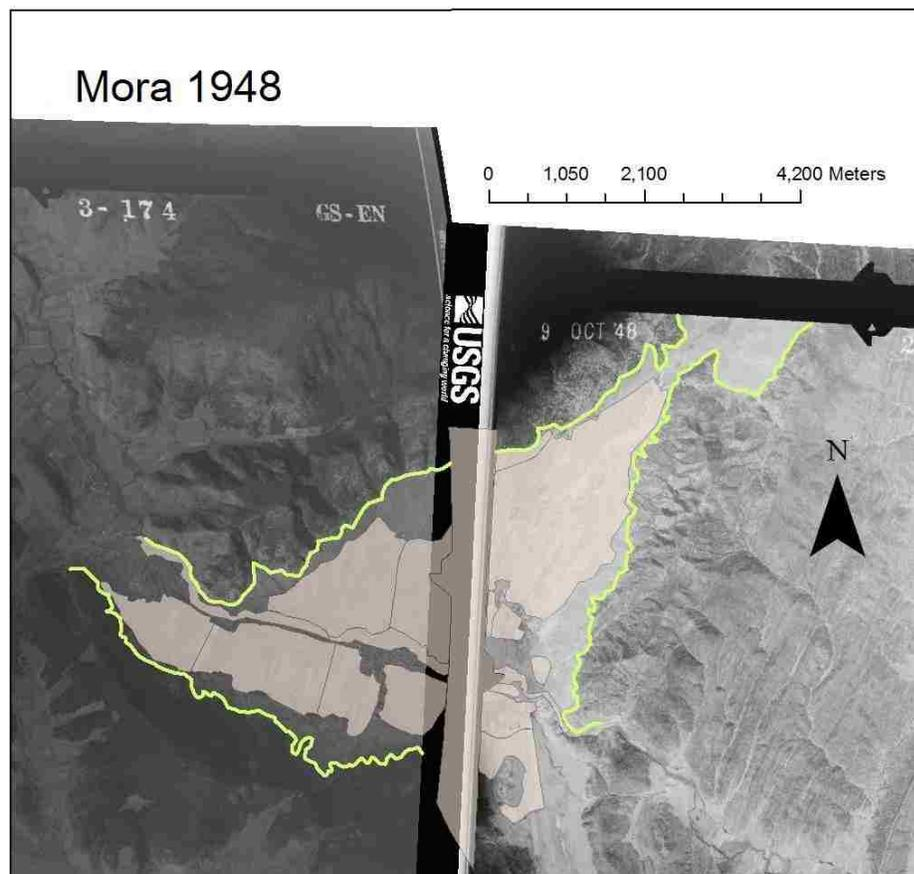 Mora 1948
0 1,050 2,100 4,200 Meters
3-174 GS-EN
USGS
science for a changing world
9 OCT 48
2
N